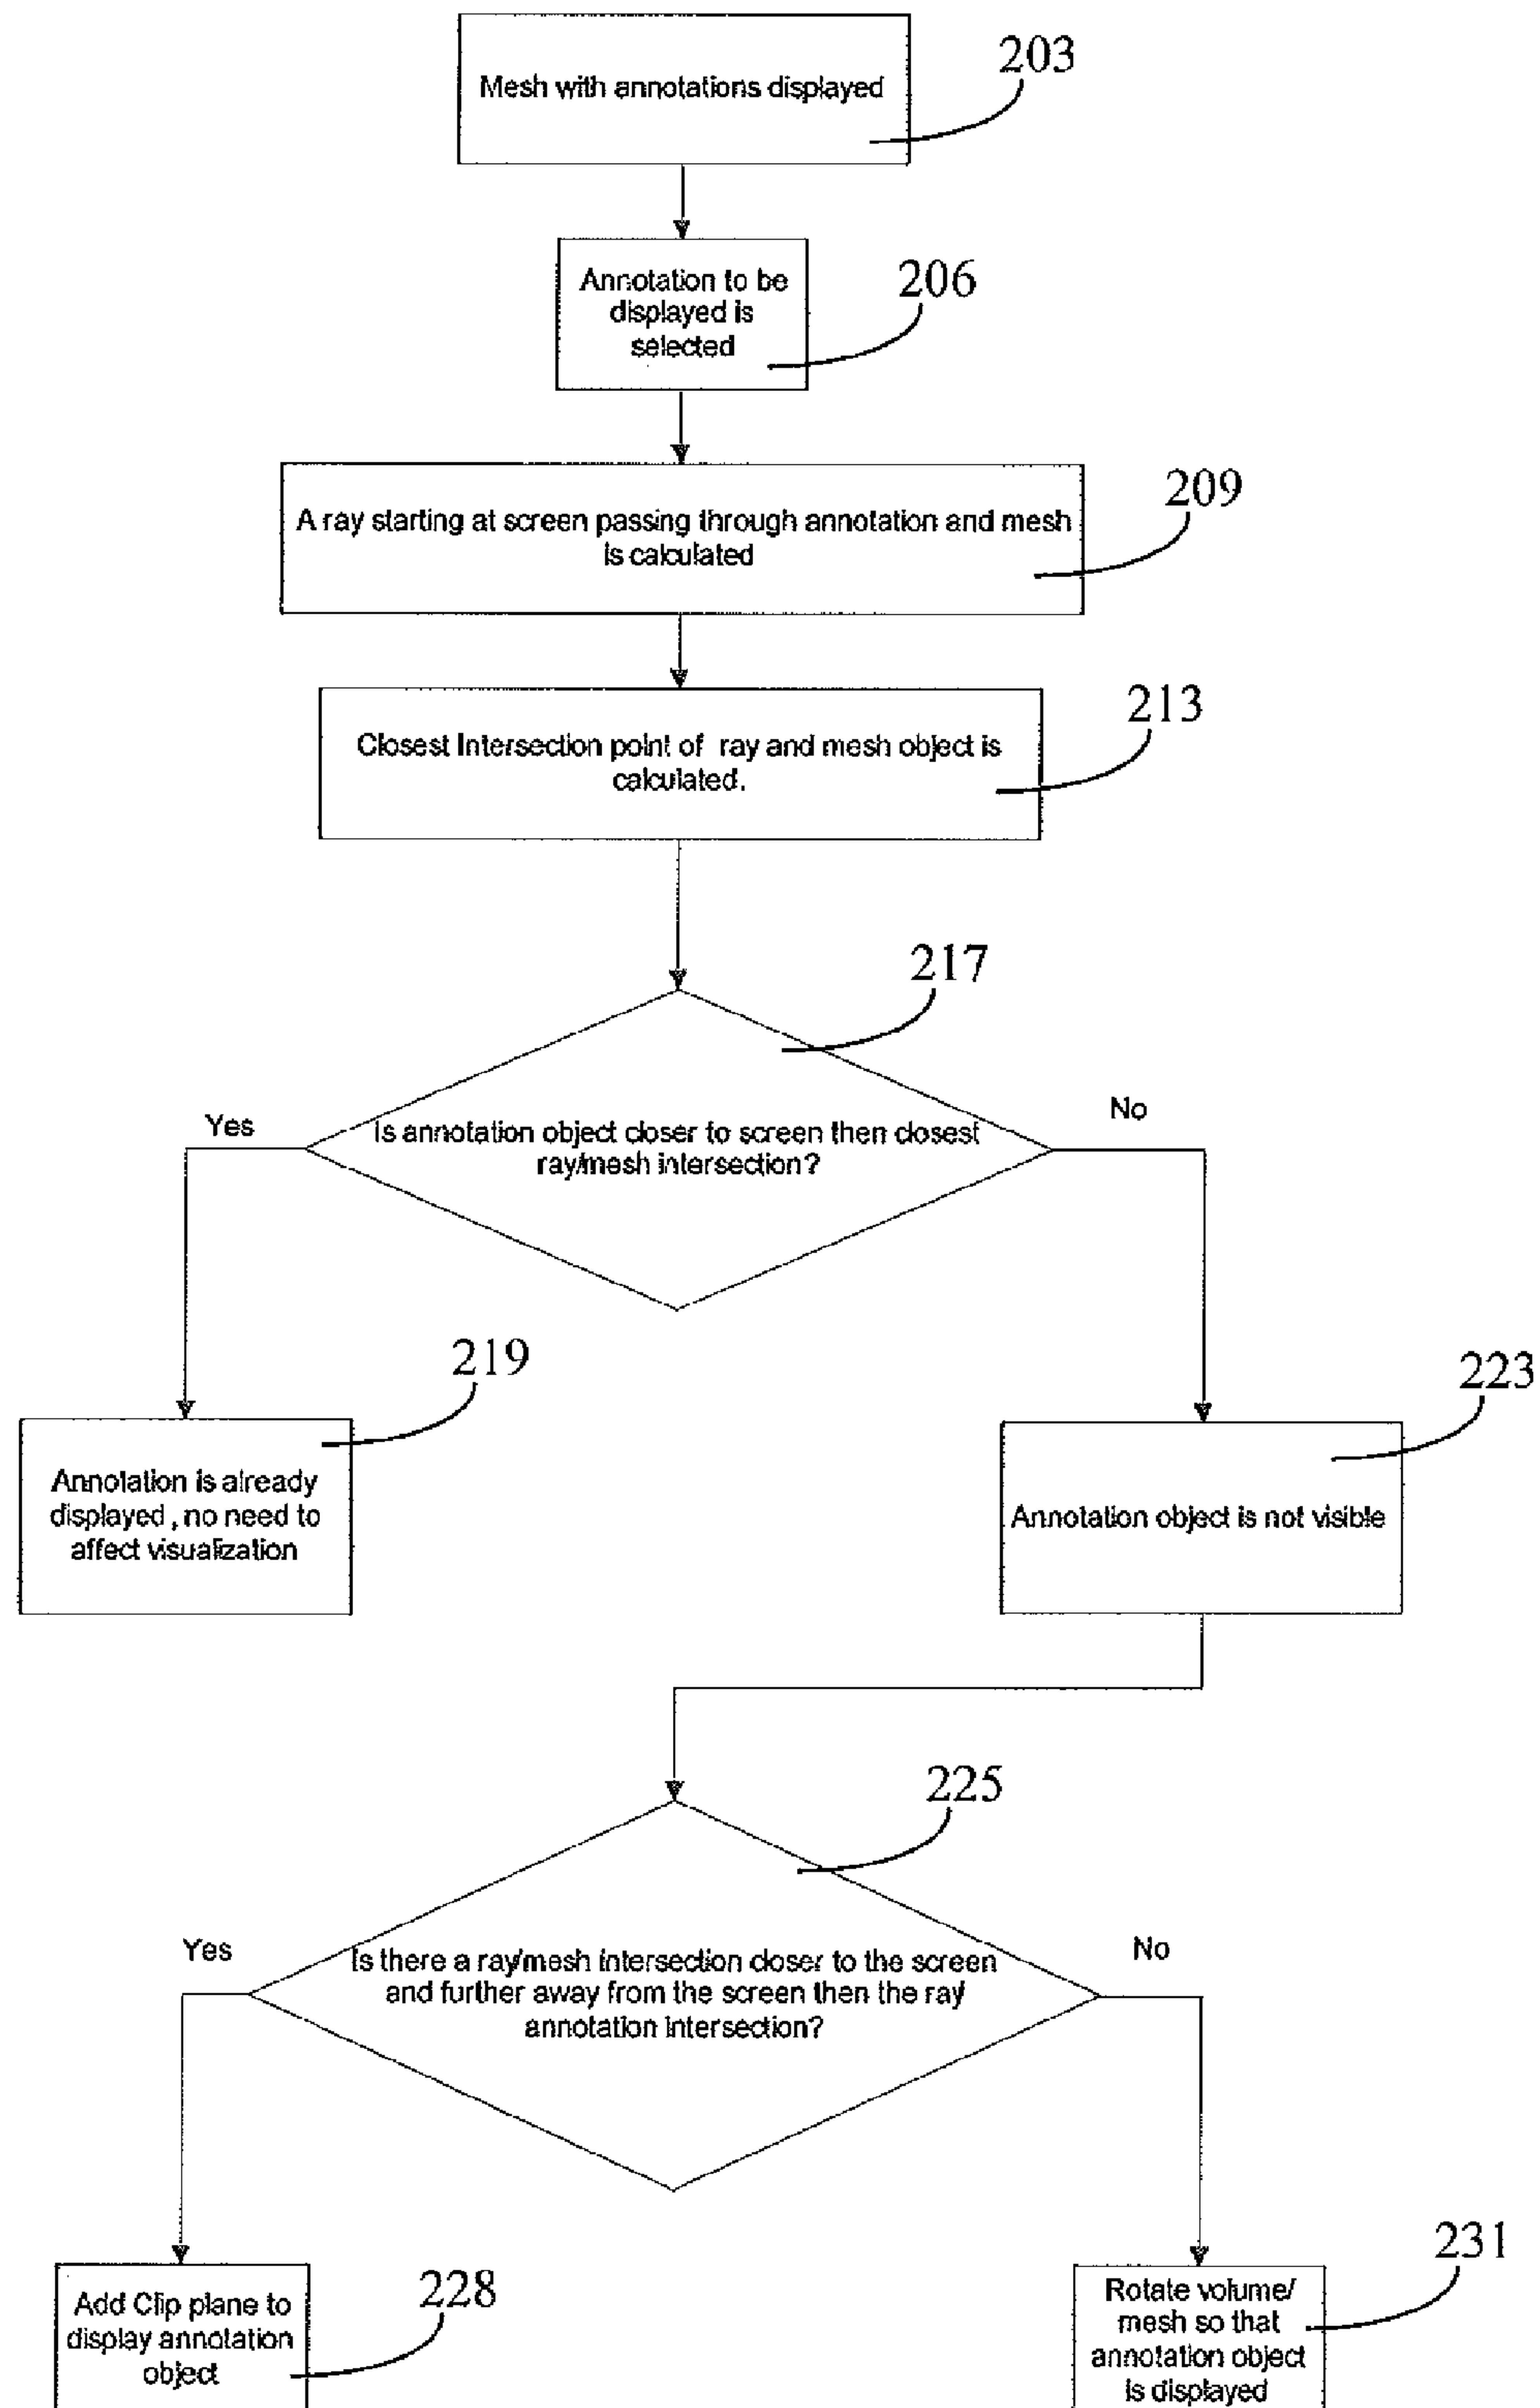 Mesh with annotations displayed
203
Annotation to be
displayed is
selected
206
A ray starting at screen passing through annotation and mesh
is calculated
209
Closest Intersection point of ray and mesh object is
calculated.
213
217
Yes
No
Is annotation object closer to screen then closest
ray/mesh intersection?
219
223
Annotation is already
displayed, no need to
affect visualization
Annotation object is not visible
225
Yes
No
Is there a ray/mesh intersection closer to the screen
and further away from the screen then the ray
annotation intersection?
228
231
Add Clip plane to
display annotation
object
Rotate volume/
mesh so that
annotation object
is displayed